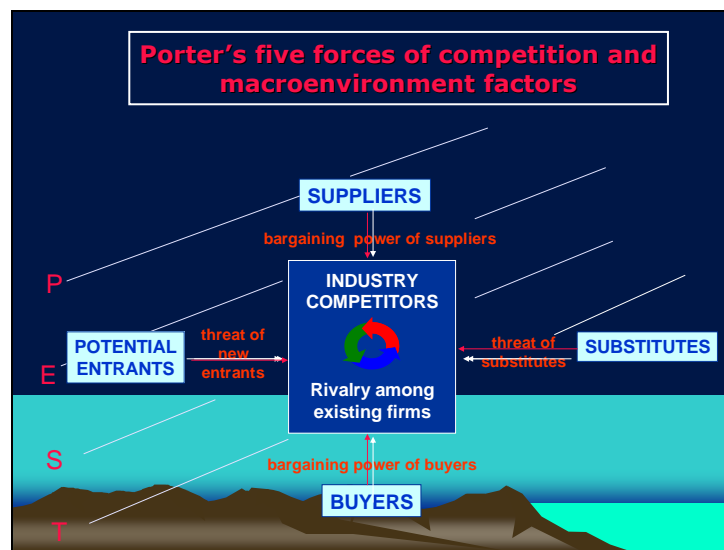 Porter's five forces of competition and
macroenvironment factors
SUPPLIERS
bargaining power of suppliers
P
INDUSTRY
COMPETITORS
threat of
new
entrants
POTENTIAL
ENTRANTS
threat of
substitutes
SUBSTITUTES
E
Rivalry among
existing firms
S
bargaining power of buyers
BUYERS
T